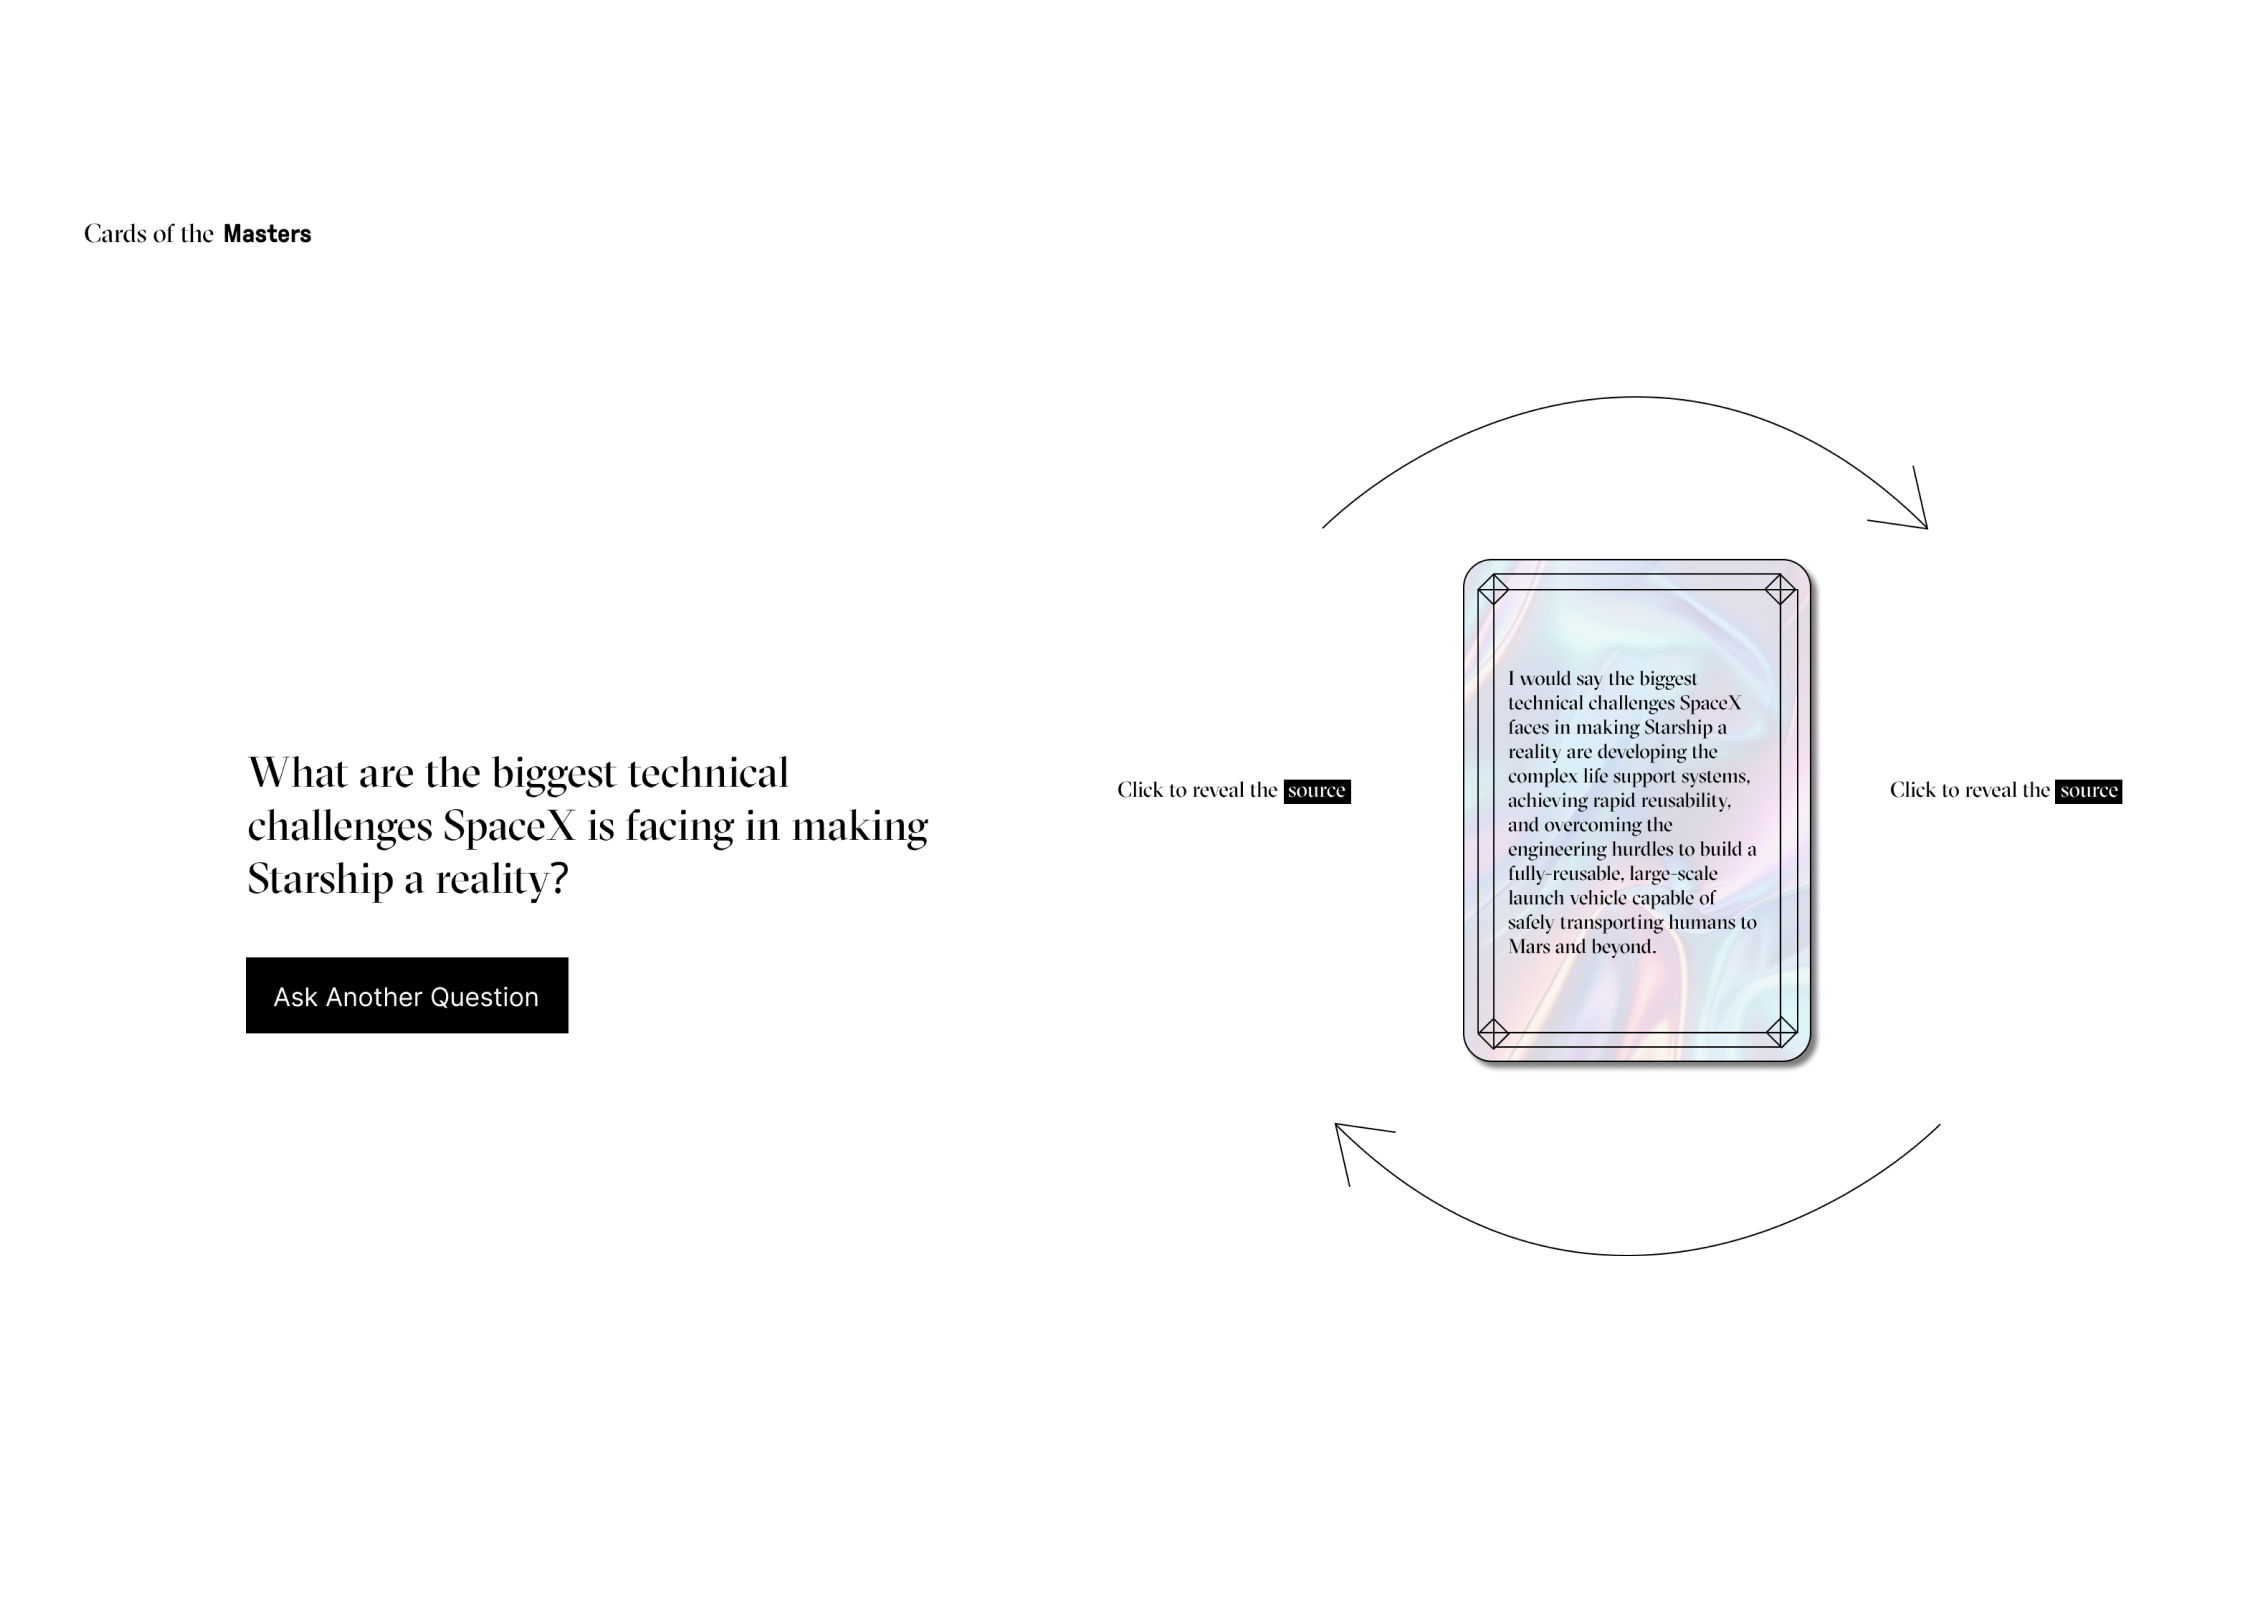 Cards of the Masters
What are the biggest technical
challenges SpaceX is facing in making
Starship a reality?
Ask Another Question
Click to reveal the source
I would say the biggest
technical challenges SpaceX
faces in making Starship a
reality are developing the
complex life support systems,
achieving rapid reusability,
and overcoming the
engineering hurdles to build a
fully-reusable, large-scale
launch vehicle capable of
safely transporting humans to
Mars and beyond.
Click to reveal the source